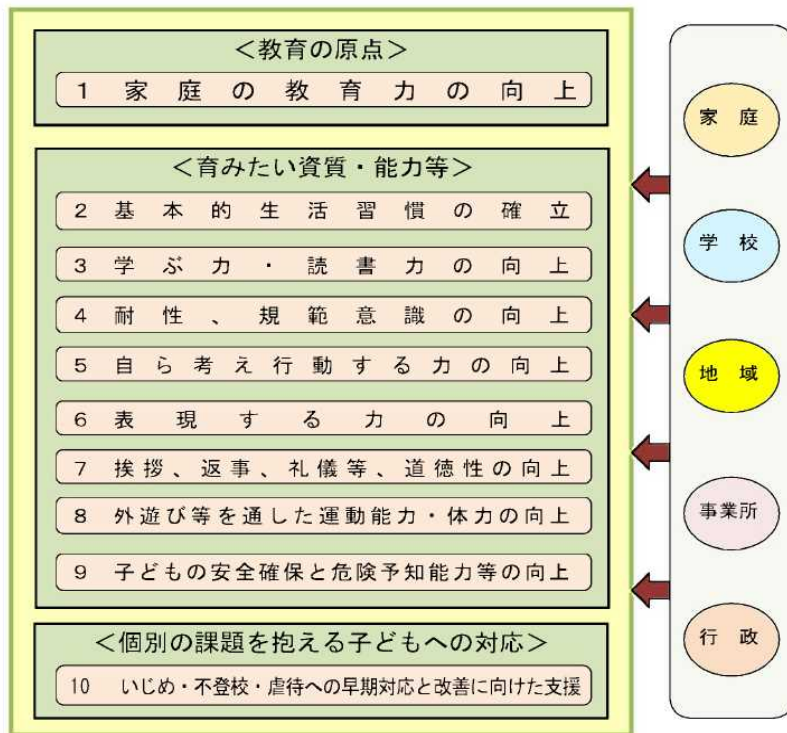 ＜教育の原点＞
1 家庭の教育力の向上
＜育みたい資質・能力等＞
2 基本的生活習慣の確立
3 学ぶ力・読書力の向上
4 耐性、規範意識の向上
5 自ら考え行動する力の向上
6 表現する力の向上
7 挨拶、返事、礼儀等、道徳性の向上
8 外遊び等を通した運動能力・体力の向上
9 子どもの安全確保と危険予知能力等の向上
＜個別の課題を抱える子どもへの対応＞
10 いじめ・不登校・虐待への早期対応と改善に向けた支援
家庭
学校
地域
事業所
行政